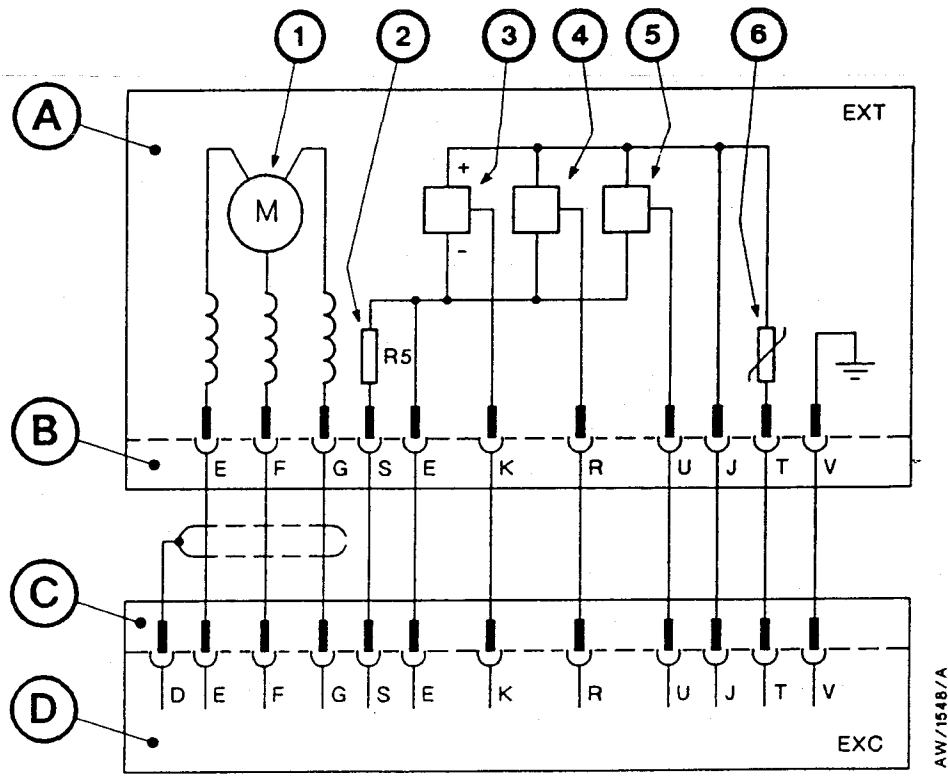 1 2 3 4 5 6
A
EXT
M
+
−
R5
B
E F G S E K R U J T V
C
D E F G S E K R U J T V
D
EXC
AW/1548/A